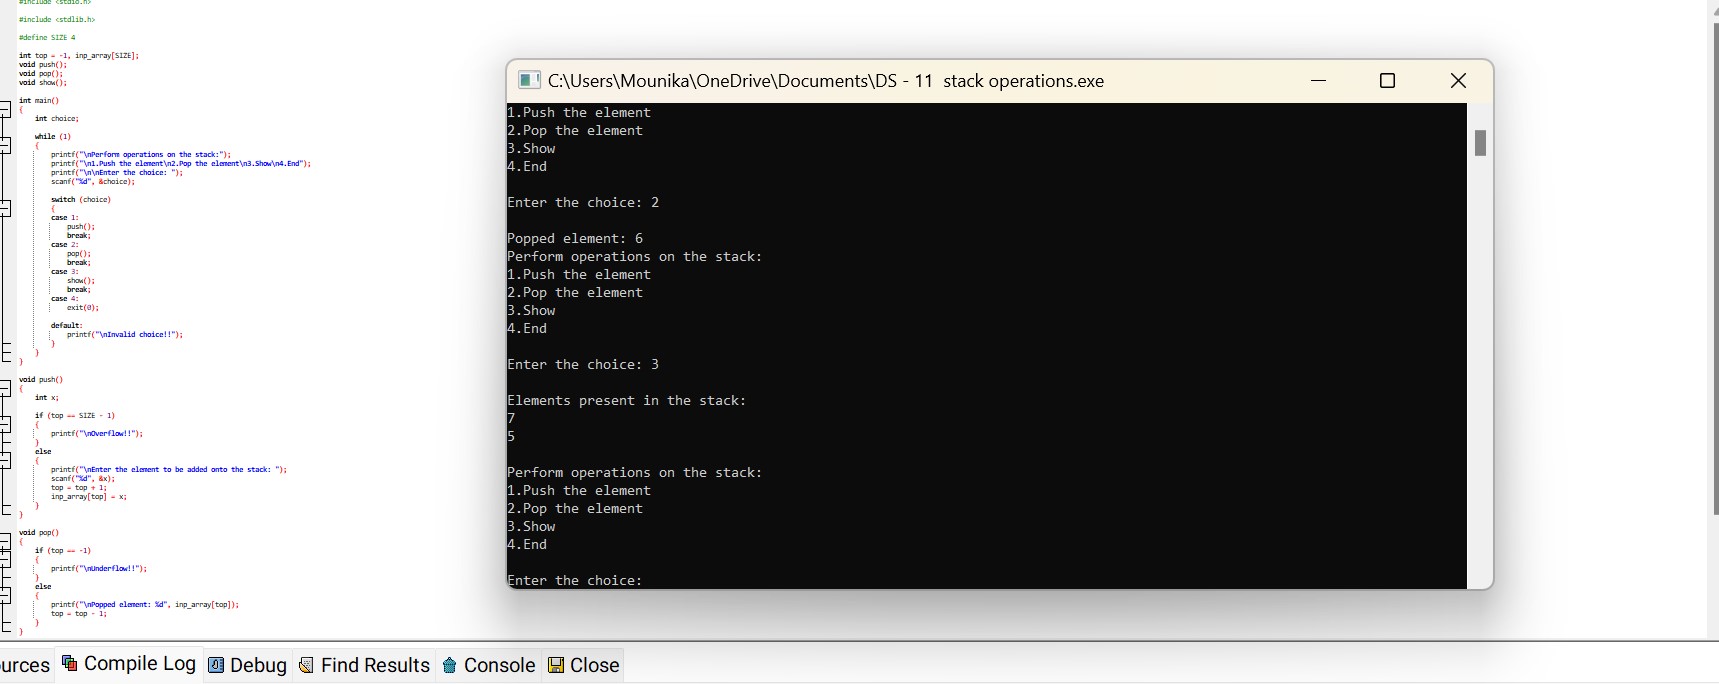 #include <stdio.h>
#include <stdlib.h>
#define SIZE 4
int top = -1, inp_array[SIZE];
void push();
void pop();
void show();
int main()
{
int choice;
while (1)
{
printf("\nPerform operations on the stack:");
printf("\n1.Push the element\n2.Pop the element\n3.Show\n4.End");
printf("\n\nEnter the choice: ");
scanf("%d", &choice);
switch (choice)
{
case 1:
push();
break;
case 2:
pop();
break;
case 3:
show();
break;
case 4:
exit(0);
default:
printf("\nInvalid choice!!");
}
}
}
void push()
{
int x;
if (top == SIZE - 1)
{
printf("\nOverflow!!");
}
else
{
printf("\nEnter the element to be added onto the stack: ");
scanf("%d", &x);
top = top + 1;
inp_array[top] = x;
}
}
void pop()
{
if (top == -1)
{
printf("\nUnderflow!!");
}
else
{
printf("\nPopped element: %d", inp_array[top]);
top = top - 1;
}
}
C:\Users\Mounika\OneDrive\Documents\DS - 11 stack operations.exe
1.Push the element
2.Pop the element
3.Show
4.End
Enter the choice: 2
Popped element: 6
Perform operations on the stack:
1.Push the element
2.Pop the element
3.Show
4.End
Enter the choice: 3
Elements present in the stack:
7
5
Perform operations on the stack:
1.Push the element
2.Pop the element
3.Show
4.End
Enter the choice:
urces Compile Log Debug Find Results Console Close